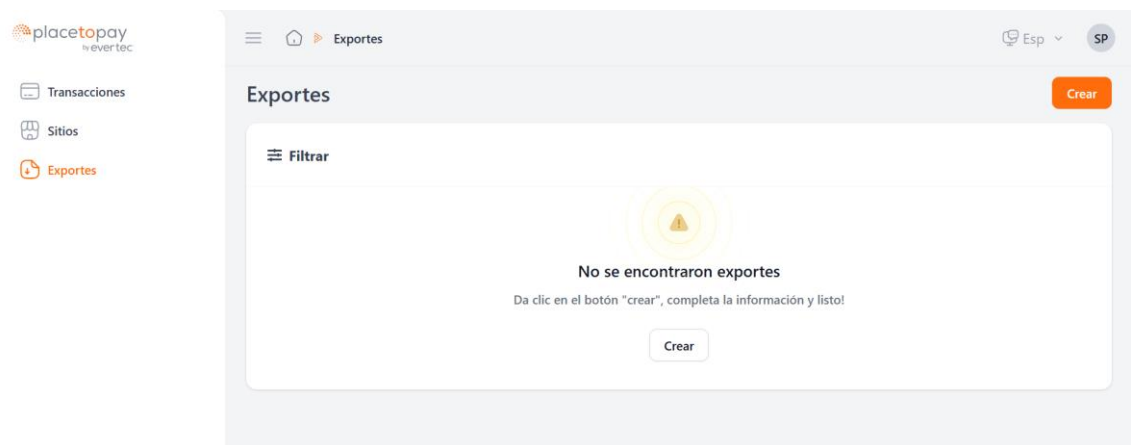 placetopay
by evertec
Transacciones
Sitios
Exportes
Exportes
Esp
SP
Exportes
Crear
Filtrar
No se encontraron exportes
Da clic en el botón "crear", completa la información y listo!
Crear